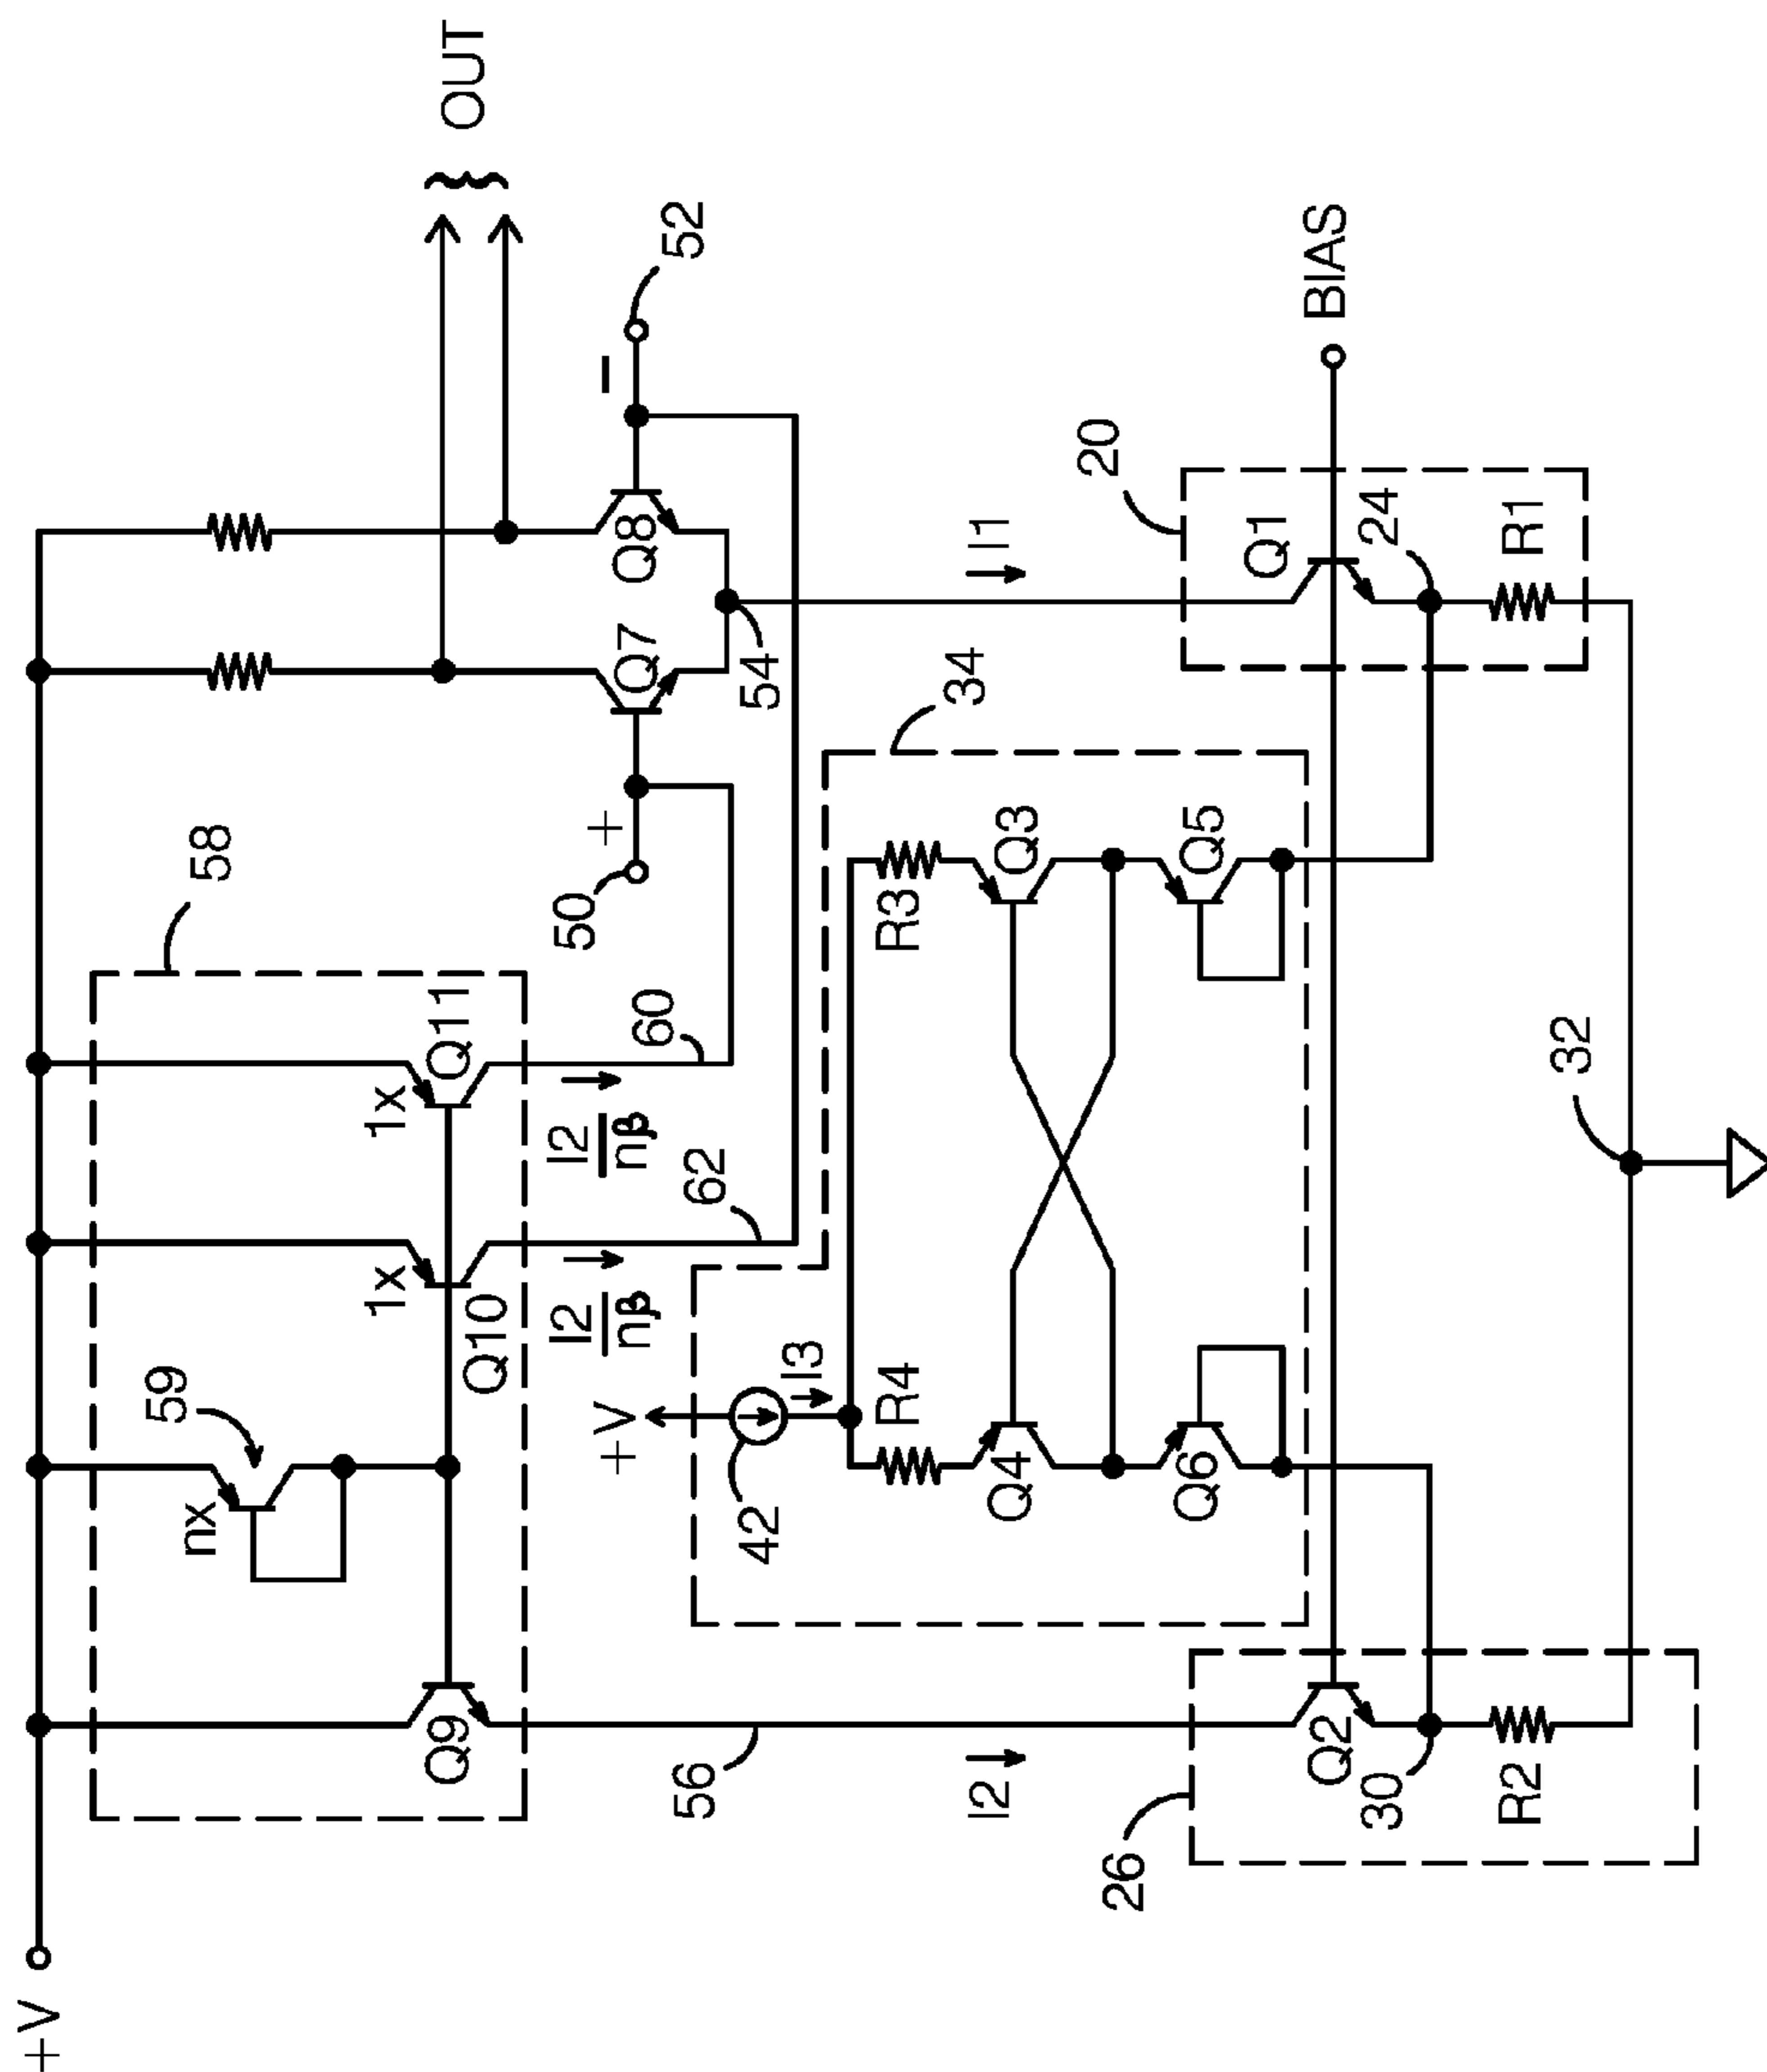 +V
58
59
nx
1x
1x
Q9
Q10
Q11
I2
nβ
I2
nβ
62
60
OUT
50
+
Q7
Q8
−
52
54
+V
42
I3
34
R4
R3
Q4
Q3
Q6
Q5
56
I2
I1
20
BIAS
26
Q2
30
R2
Q1
24
R1
32